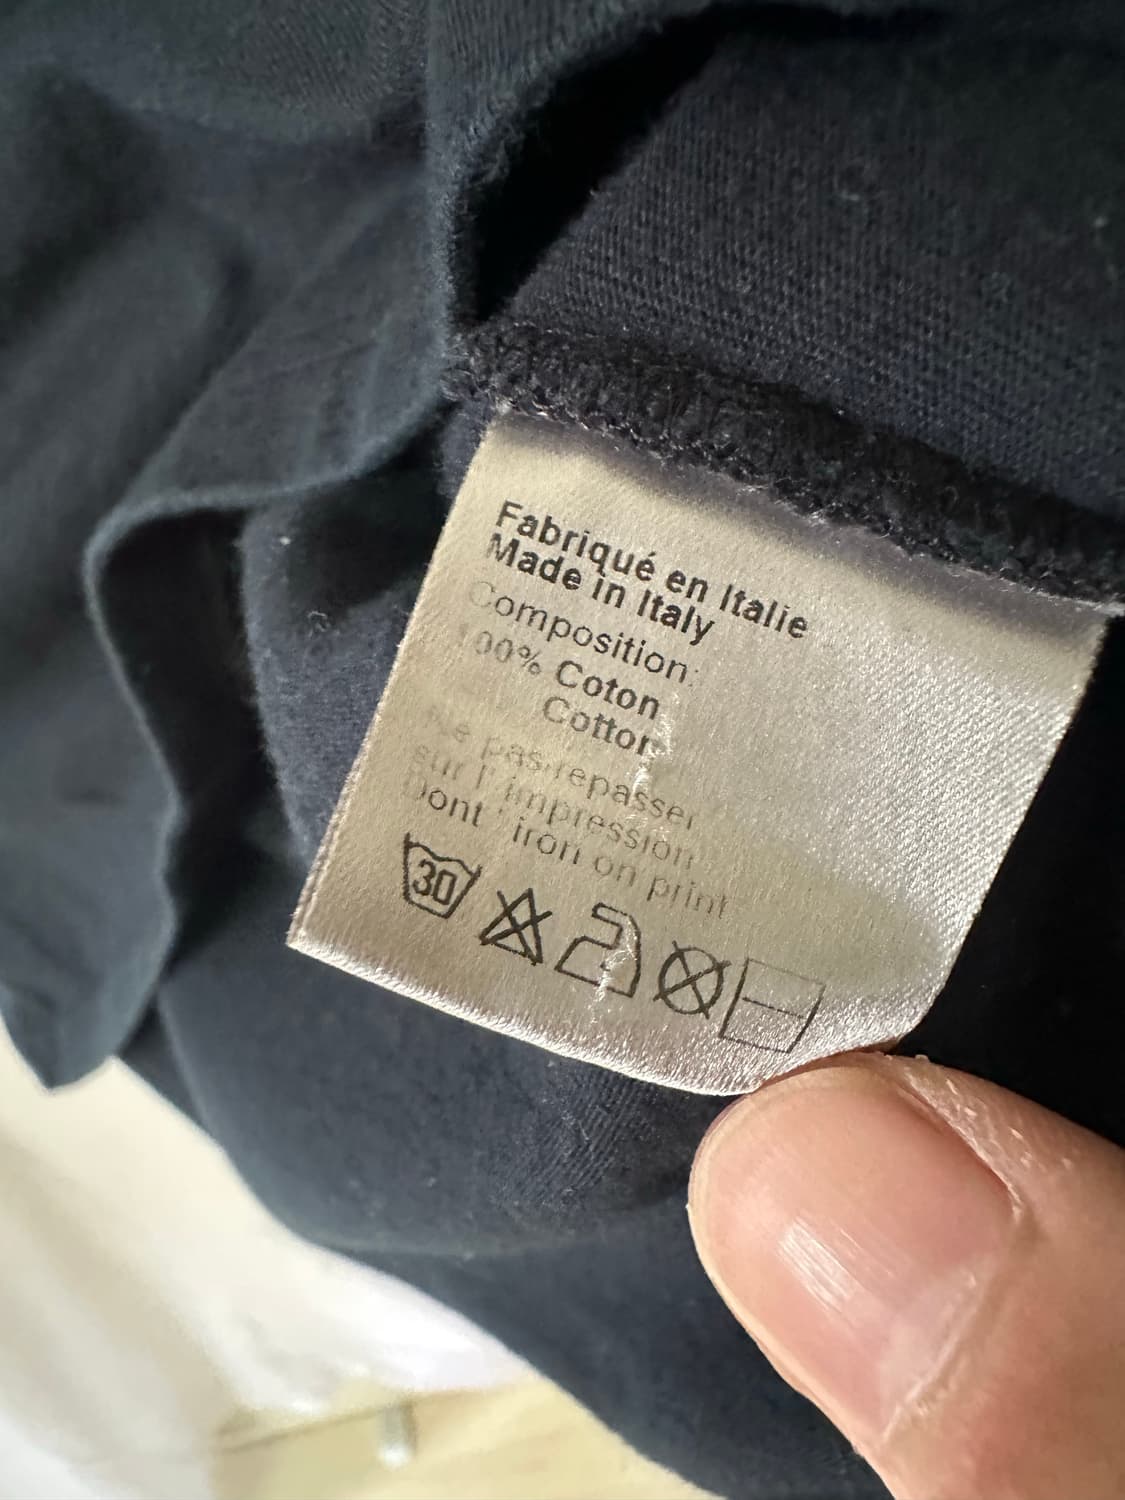 Fabriqué en Italie
Made in Italy
Composition:
100% Coton
Cotton
Ne pas repasser
sur l'impression
Dont iron on print
30